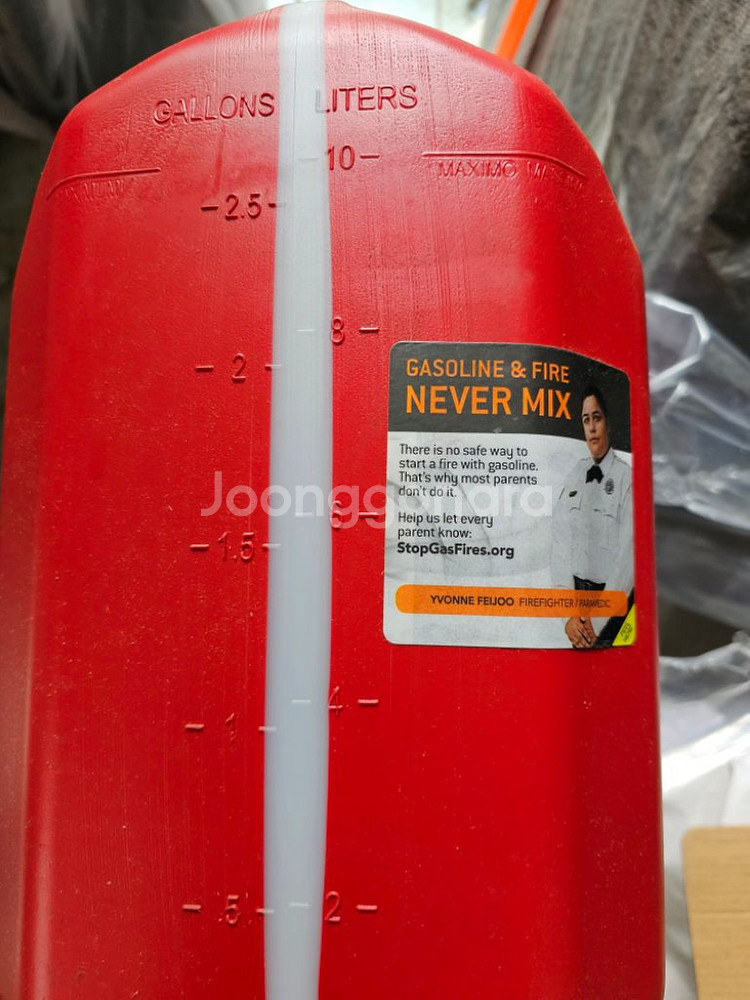 GALLONS LITERS
10
MAXIMO
2.5
8
2
GASOLINE & FIRE
NEVER MIX
There is no safe way to
start a fire with gasoline.
That's why most parents
don't do it.
Joonggonara
6
Help us let every
parent know:
1.5
StopGasFires.org
YVONNE FEIJOO FIREFIGHTER / PARAMEDIC
4
1
.5
2